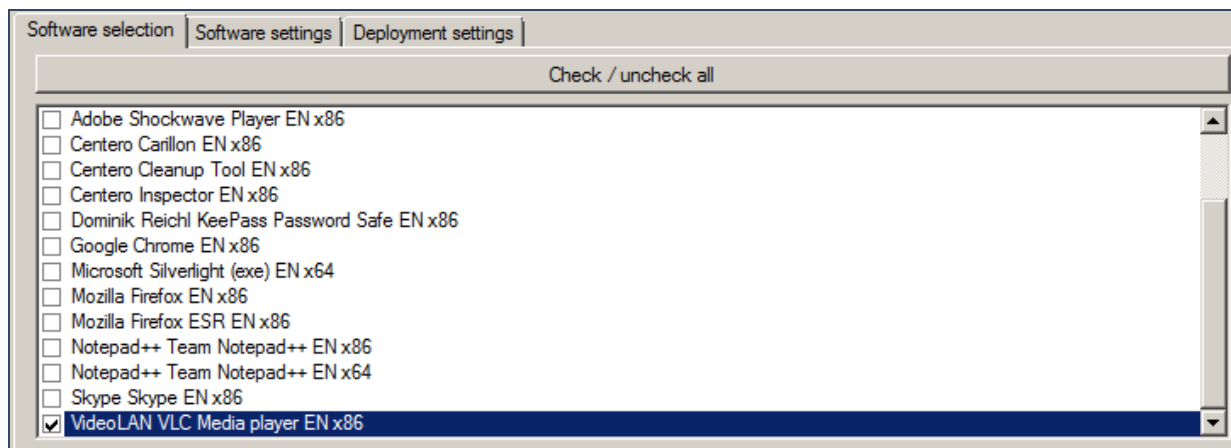 Software selection Software settings Deployment settings
Check / uncheck all
Adobe Shockwave Player EN x86
Centero Carillon EN x86
Centero Cleanup Tool EN x86
Centero Inspector EN x86
Dominik Reichl KeePass Password Safe EN x86
Google Chrome EN x86
Microsoft Silverlight (exe) EN x64
Mozilla Firefox EN x86
Mozilla Firefox ESR EN x86
Notepad++ Team Notepad++ EN x86
Notepad++ Team Notepad++ EN x64
Skype Skype EN x86
VideoLAN VLC Media player EN x86